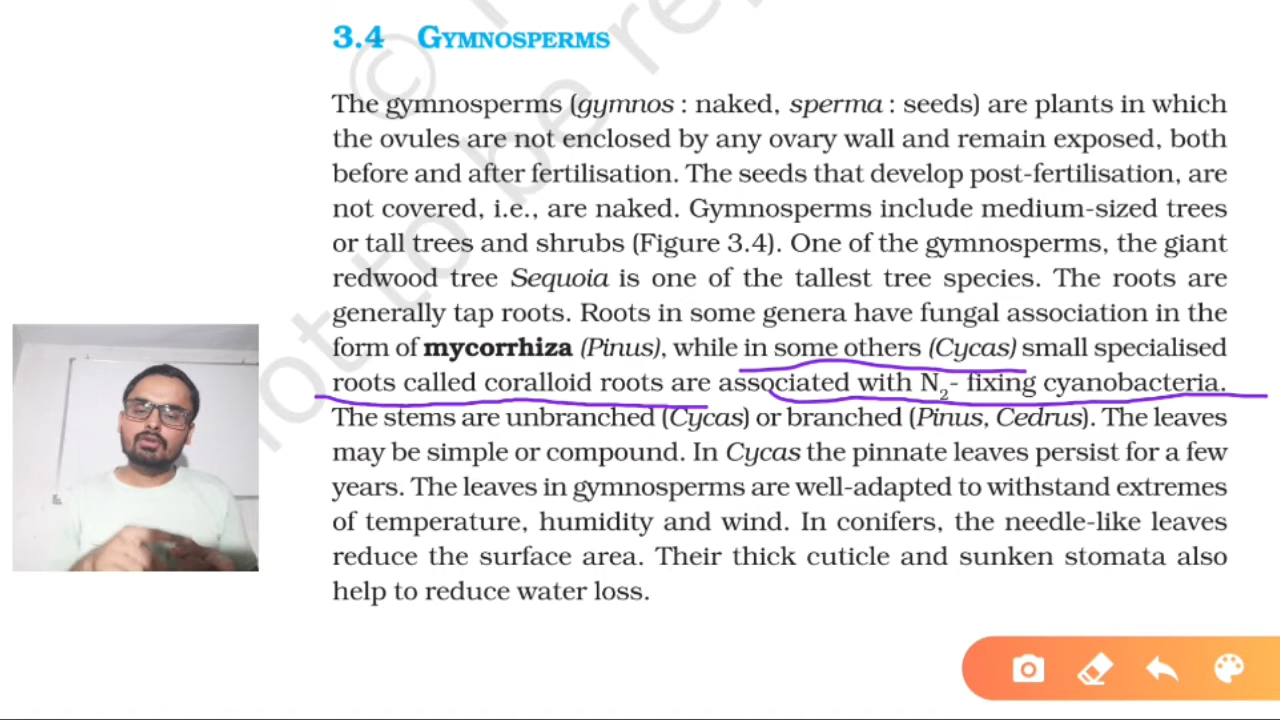 3.4 GYMNOSPERMS
The gymnosperms (gymnos : naked, sperma : seeds) are plants in which
the ovules are not enclosed by any ovary wall and remain exposed, both
before and after fertilisation. The seeds that develop post-fertilisation, are
not covered, i.e., are naked. Gymnosperms include medium-sized trees
or tall trees and shrubs (Figure 3.4). One of the gymnosperms, the giant
redwood tree Sequoia is one of the tallest tree species. The roots are
generally tap roots. Roots in some genera have fungal association in the
form of mycorrhiza (Pinus), while in some others (Cycas) small specialised
roots called coralloid roots are associated with N₂- fixing cyanobacteria.
The stems are unbranched (Cycas) or branched (Pinus, Cedrus). The leaves
may be simple or compound. In Cycas the pinnate leaves persist for a few
years. The leaves in gymnosperms are well-adapted to withstand extremes
of temperature, humidity and wind. In conifers, the needle-like leaves
reduce the surface area. Their thick cuticle and sunken stomata also
help to reduce water loss.
© 
not to be re